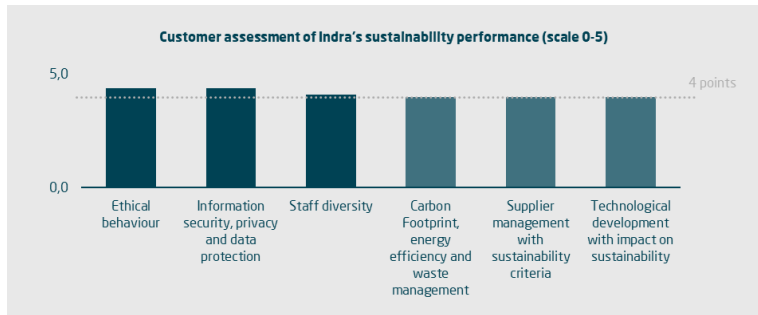 Customer assessment of Indra's sustainability performance (scale 0-5)
5,0
4 points
0,0
Ethical
behaviour
Information
security, privacy
and data
protection
Staff diversity
Carbon
Footprint,
energy
efficiency and
waste
management
Supplier
management
with
sustainability
criteria
Technological
development
with impact on
sustainability